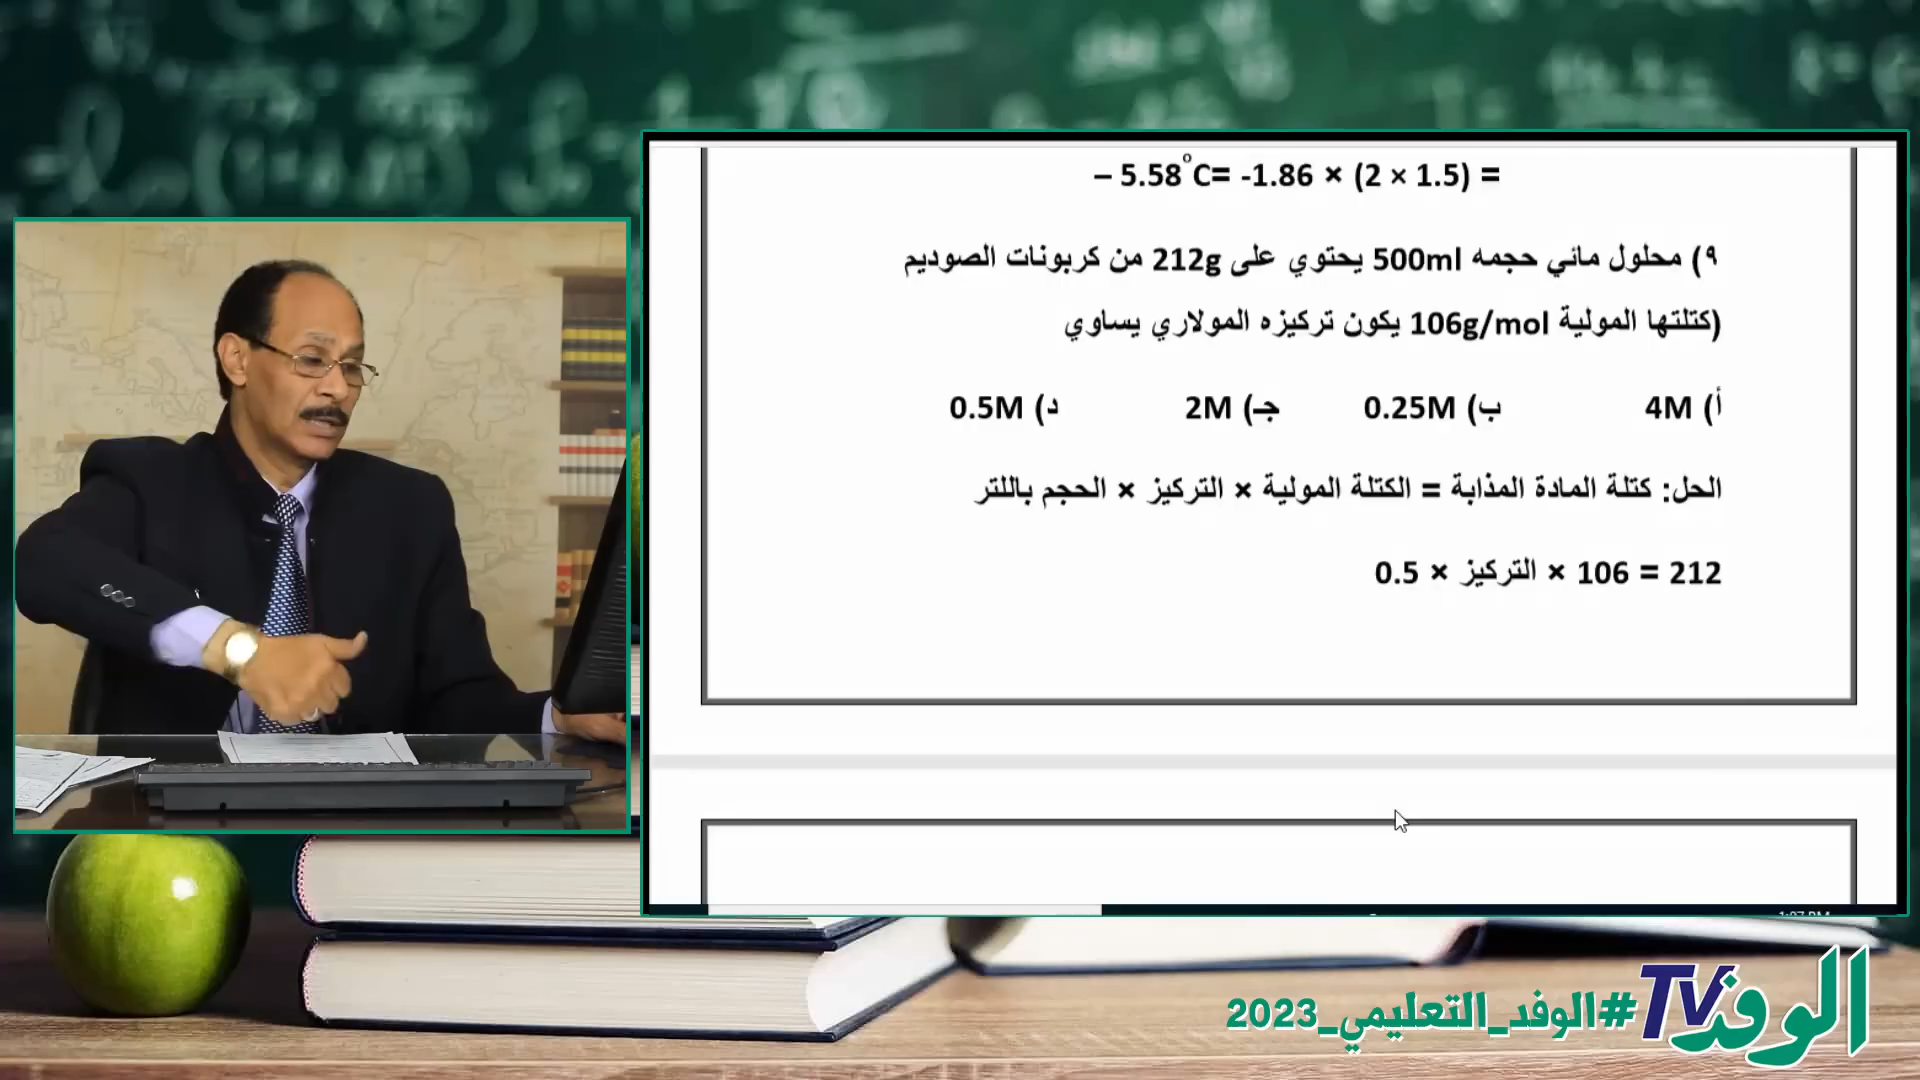 = (1.5 × 2) × 1.86- =C°5.58 –
٩) محلول مائي حجمه 500ml يحتوي على 212g من كربونات الصوديم
(كتلتها المولية 106g/mol يكون تركيزه المولاري يساوي
أ) 4M ب) 0.25M جـ) 2M د) 0.5M
الحل: كتلة المادة المذابة = الكتلة المولية × التركيز × الحجم باللتر
212 = 106 × التركيز × 0.5
#الوفد_التعليمي_2023
الوفد TV